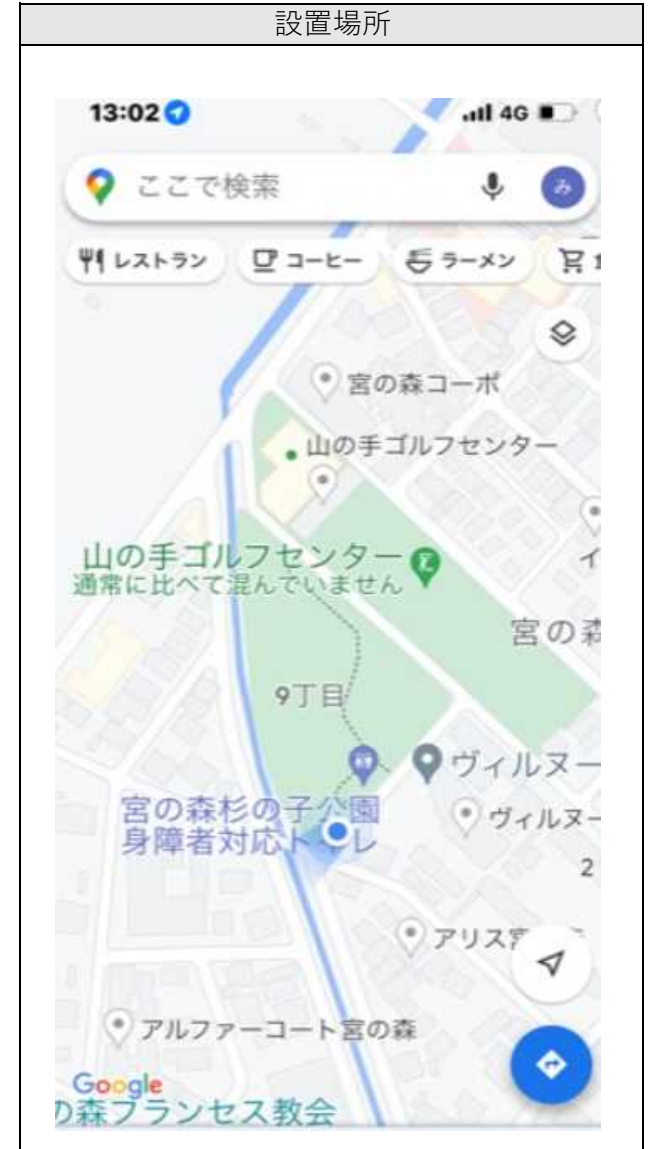 設置場所
13:02
4G
ここで検索
み
レストラン
コーヒー
ラーメン
宮の森コーポ
山の手ゴルフセンター
山の手ゴルフセンター
通常に比べて混んでいません
イ
宮の森
9丁目
ヴィルヌー
宮の森杉の子公園
身障者対応トイレ
ヴィルヌー
2
アリス宮
アルファーコート宮の森
Google
の森フランセス教会